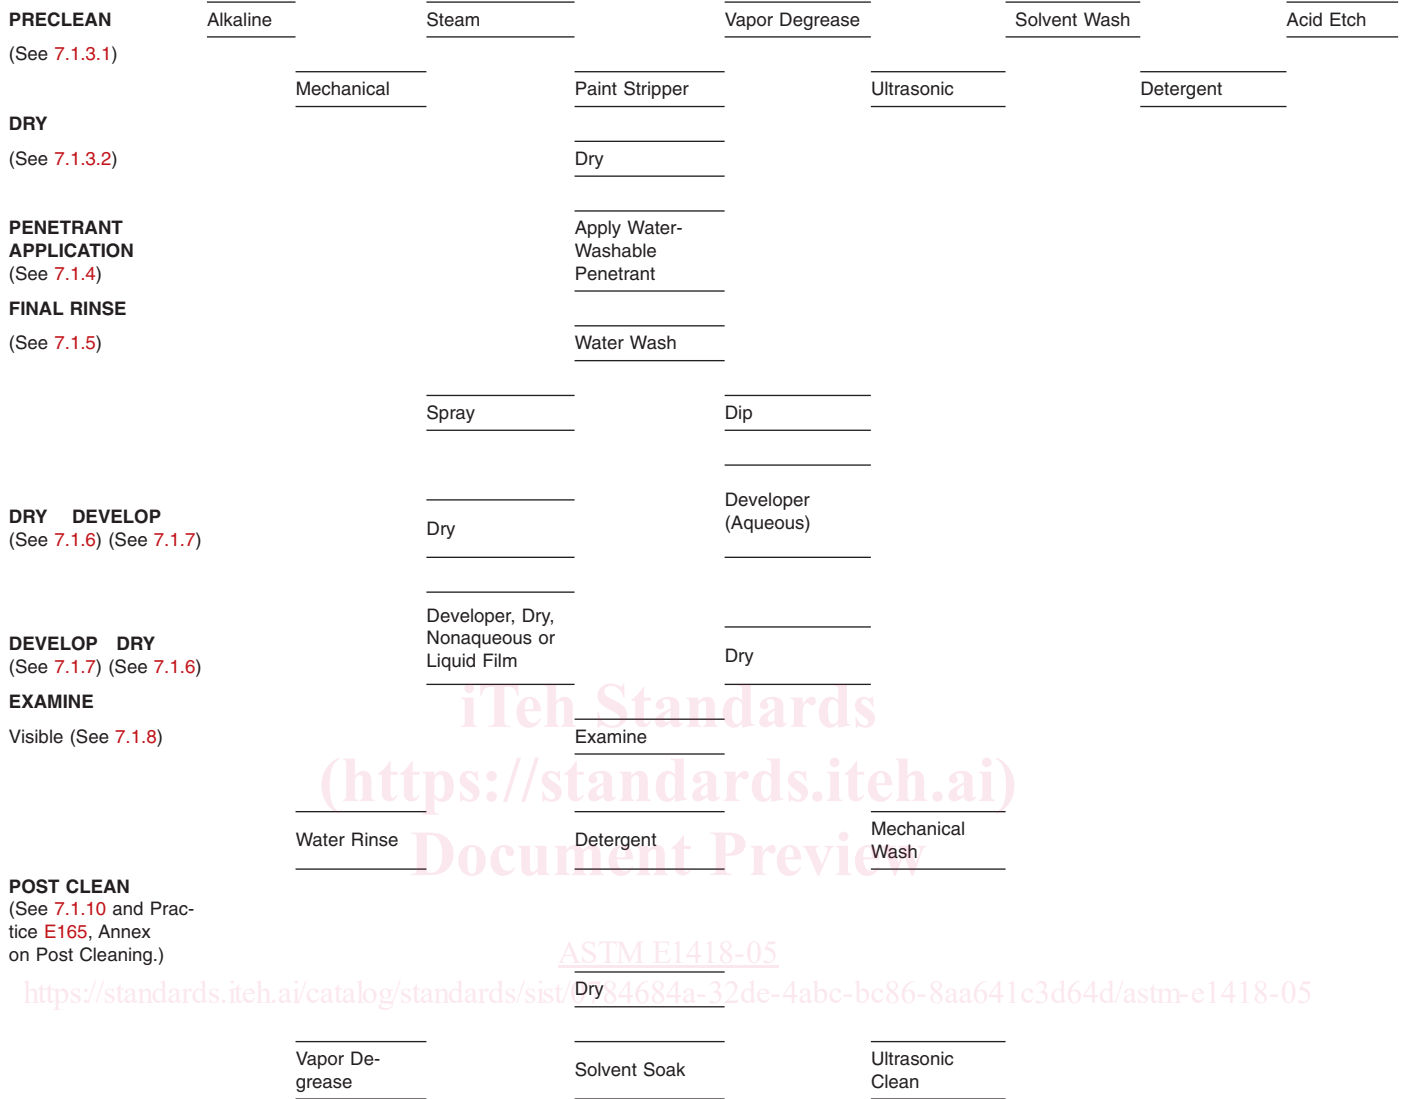 PRECLEAN Alkaline Steam Vapor Degrease Solvent Wash Acid Etch
(See 7.1.3.1)
Mechanical Paint Stripper Ultrasonic Detergent
DRY
(See 7.1.3.2) Dry
PENETRANT Apply Water-
APPLICATION Washable
(See 7.1.4) Penetrant
FINAL RINSE
(See 7.1.5) Water Wash
Spray Dip
Developer
DRY DEVELOP Dry (Aqueous)
(See 7.1.6) (See 7.1.7)
Developer, Dry,
DEVELOP DRY Nonaqueous or
(See 7.1.7) (See 7.1.6) Liquid Film Dry
EXAMINE
iTeh Standards
Visible (See 7.1.8) Examine
(https://standards.iteh.ai)
Water Rinse Detergent Mechanical
Wash
Document Preview
POST CLEAN
(See 7.1.10 and Prac-
tice E165, Annex
on Post Cleaning.)
ASTM E1418-05
Dry
https://standards.iteh.ai/catalog/standards/sist/0784684a-32de-4abc-bc86-8aa641c3d64d/astm-e1418-05
Vapor De- Solvent Soak Ultrasonic
grease Clean